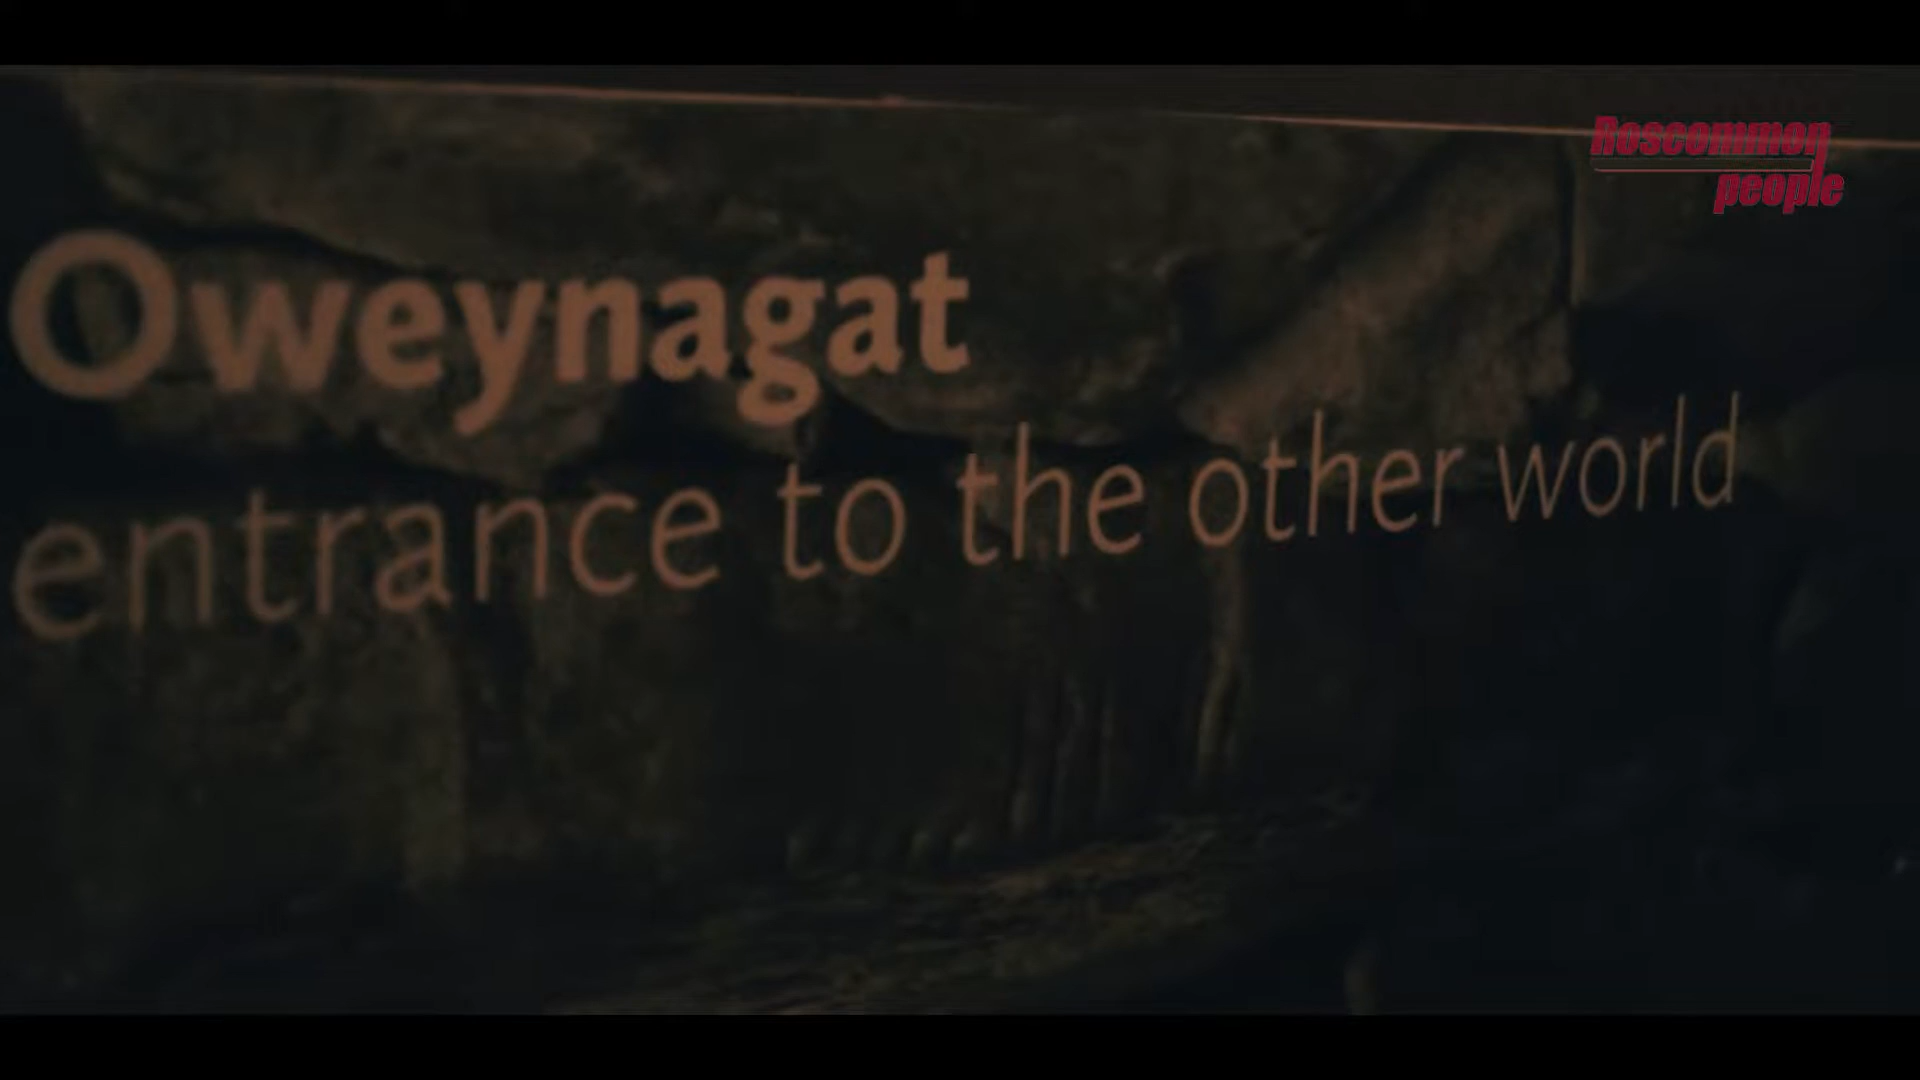 Roscommon
people
Oweynagat
entrance to the other world